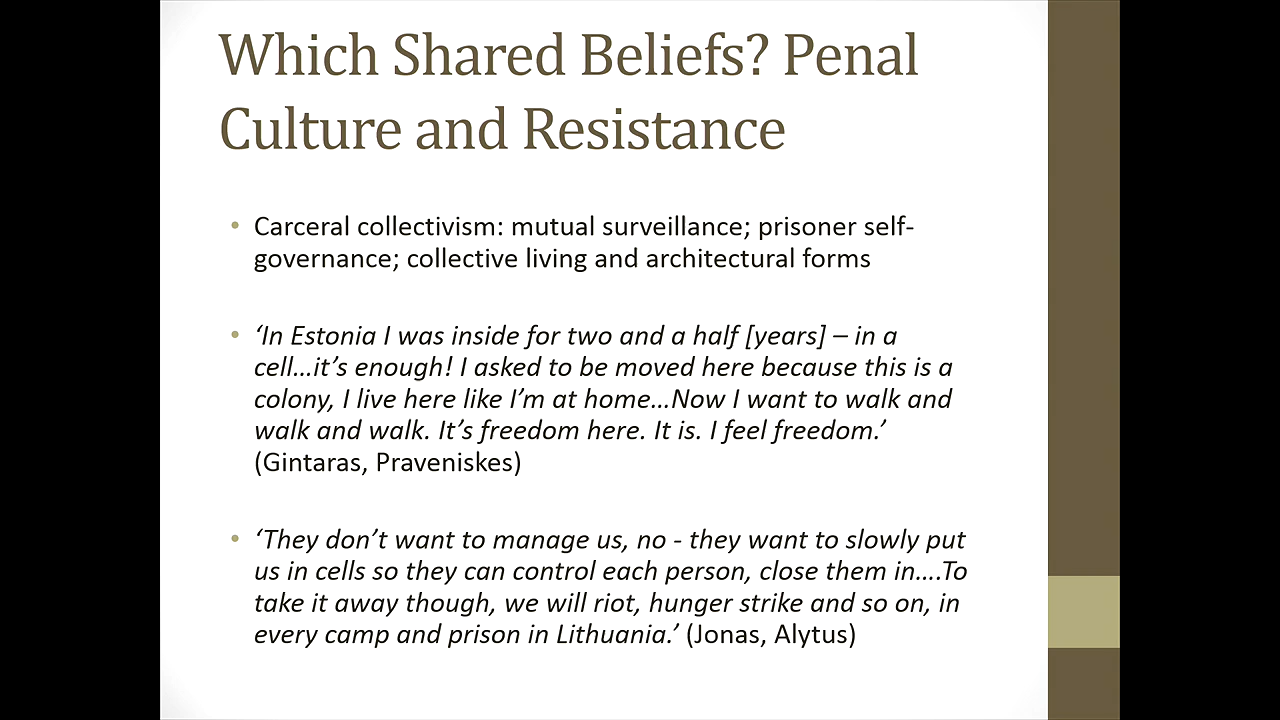 Which Shared Beliefs? Penal
Culture and Resistance
• Carceral collectivism: mutual surveillance; prisoner self-
governance; collective living and architectural forms
• ‘In Estonia I was inside for two and a half [years] – in a
cell…it’s enough! I asked to be moved here because this is a
colony, I live here like I’m at home…Now I want to walk and
walk and walk. It’s freedom here. It is. I feel freedom.’
(Gintaras, Praveniskes)
• ‘They don’t want to manage us, no - they want to slowly put
us in cells so they can control each person, close them in….To
take it away though, we will riot, hunger strike and so on, in
every camp and prison in Lithuania.’ (Jonas, Alytus)